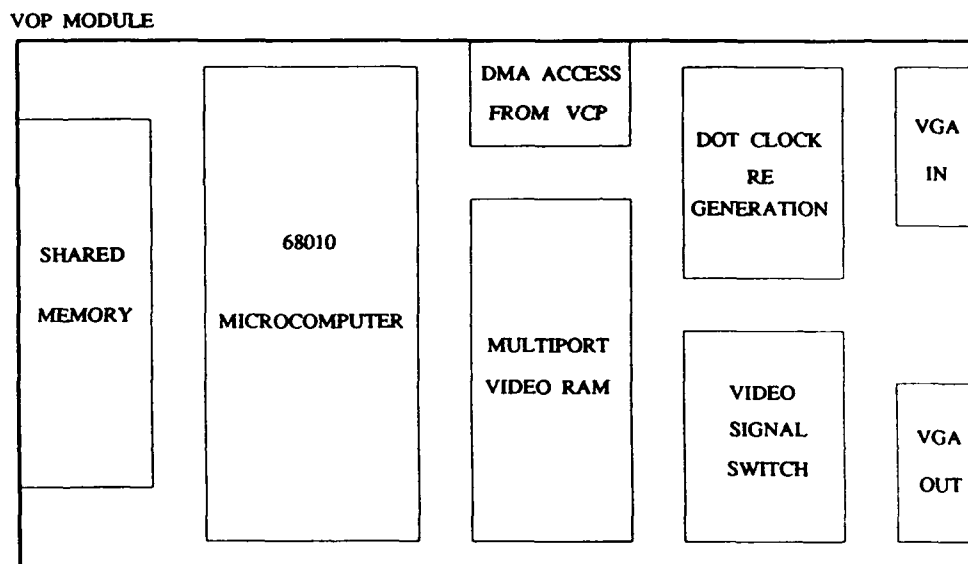 VOP MODULE
SHARED
MEMORY
68010
MICROCOMPUTER
DMA ACCESS
FROM VCP
MULTIPORT
VIDEO RAM
DOT CLOCK
RE
GENERATION
VIDEO
SIGNAL
SWITCH
VGA
IN
VGA
OUT